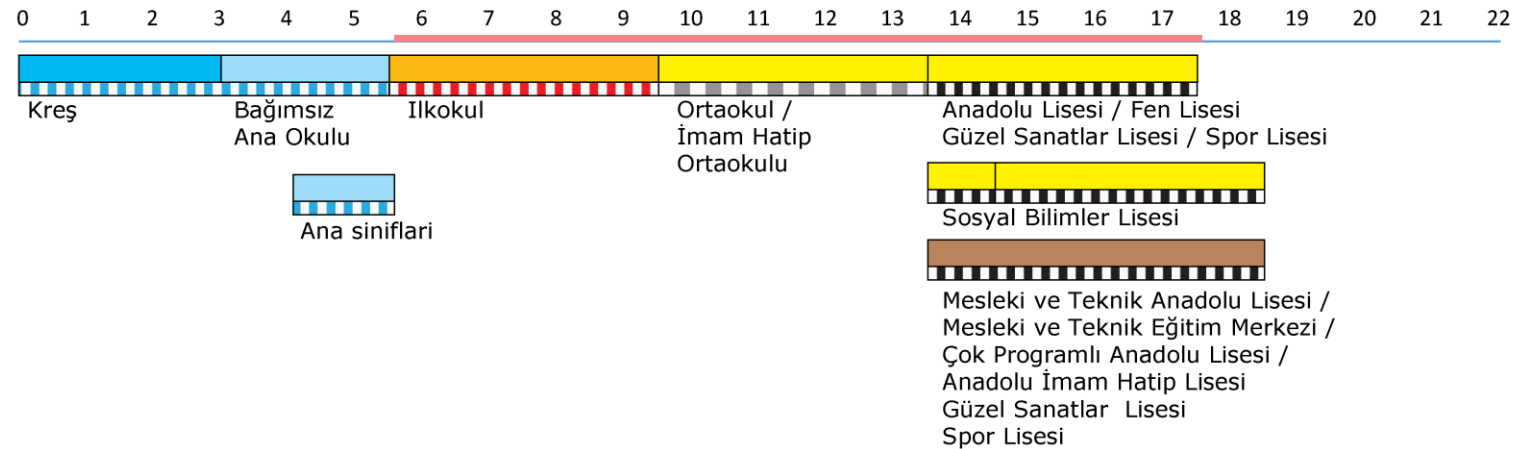 0 1 2 3 4 5 6 7 8 9 10 11 12 13 14 15 16 17 18 19 20 21 22
Kreş
Bağımsız
Ana Okulu
Ilkokul
Ortaokul /
İmam Hatip
Ortaokulu
Anadolu Lisesi / Fen Lisesi
Güzel Sanatlar Lisesi / Spor Lisesi
Ana siniflari
Sosyal Bilimler Lisesi
Mesleki ve Teknik Anadolu Lisesi /
Mesleki ve Teknik Eğitim Merkezi /
Çok Programlı Anadolu Lisesi /
Anadolu İmam Hatip Lisesi
Güzel Sanatlar Lisesi
Spor Lisesi